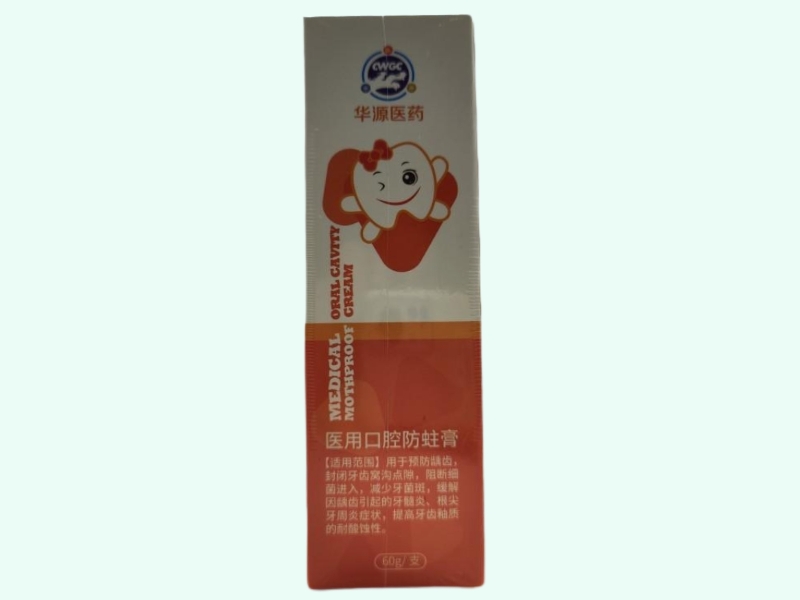 CWGC
华源医药
MEDICAL ORAL CAVITY
MOTHPROOF CREAM
医用口腔防蛀膏
【适用范围】用于预防龋齿，
封闭牙齿窝沟点隙，阻断细
菌进入，减少牙菌斑，缓解
因龋齿引起的牙髓炎、根尖
牙周炎症状，提高牙齿釉质
的耐酸蚀性。
60g/支